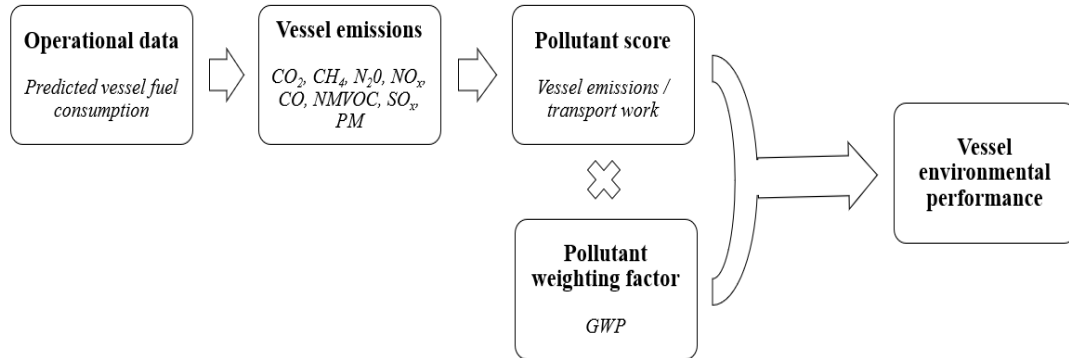 Operational data
Predicted vessel fuel
consumption
Vessel emissions
CO₂, CH₄, N₂0, NOₓ,
CO, NMVOC, SOₓ,
PM
Pollutant score
Vessel emissions /
transport work
Pollutant
weighting factor
GWP
Vessel
environmental
performance